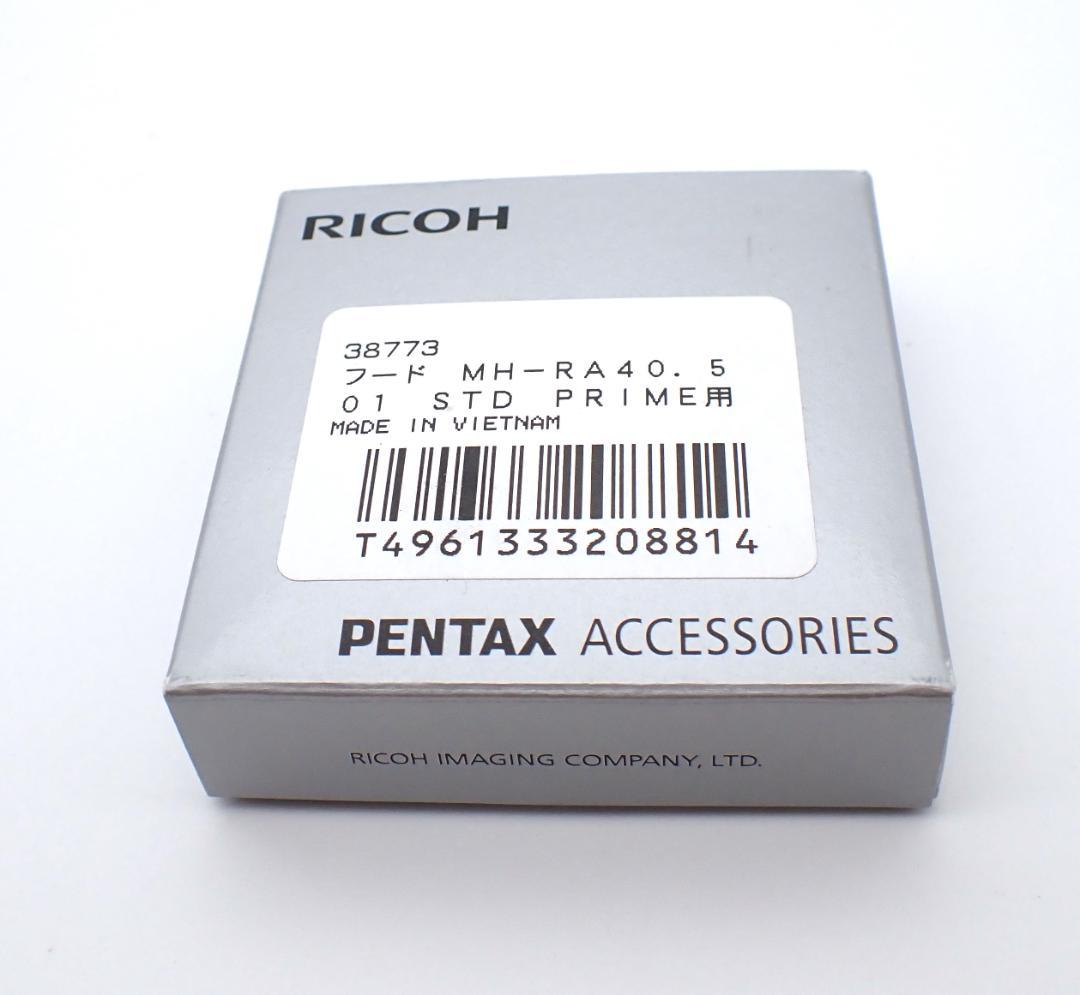 RICOH
38773
フード ＭＨ－ＲＡ４０．５
０１ ＳＴＤ ＰＲＩＭＥ用
MADE IN VIETNAM
T4961333208814
PENTAX ACCESSORIES
RICOH IMAGING COMPANY, LTD.